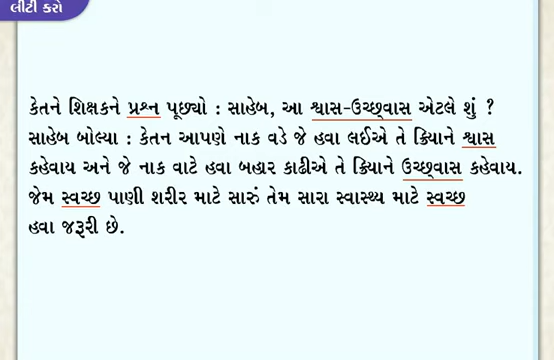 લીટી કરો
કેતને શિક્ષકને પ્રશ્ન પૂછ્યો : સાહેબ, આ શ્વાસ-ઉચ્છ્વાસ એટલે શું ?
સાહેબ બોલ્યા : કેતન આપણે નાક વડે જે હવા લઈએ તે ક્રિયાને શ્વાસ
કહેવાય અને જે નાક વાટે હવા બહાર કાઢીએ તે ક્રિયાને ઉચ્છ્વાસ કહેવાય.
જેમ સ્વચ્છ પાણી શરીર માટે સારું તેમ સારા સ્વાસ્થ્ય માટે સ્વચ્છ
હવા જરૂરી છે.